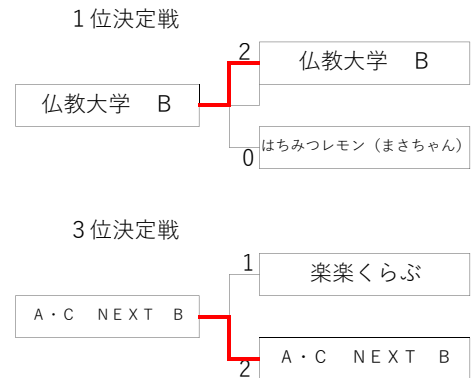 １位決定戦
2
仏教大学　B
仏教大学　B
はちみつレモン（まさちゃん）
0
３位決定戦
1
楽楽くらぶ
Ａ・Ｃ　ＮＥＸＴ　Ｂ
Ａ・Ｃ　ＮＥＸＴ　Ｂ
2